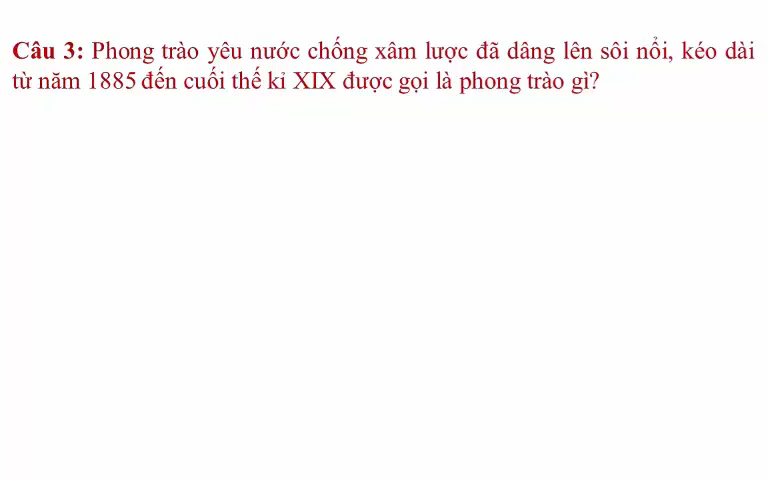 Câu 3: Phong trào yêu nước chống xâm lược đã dâng lên sôi nổi, kéo dài
từ năm 1885 đến cuối thế kỉ XIX được gọi là phong trào gì?